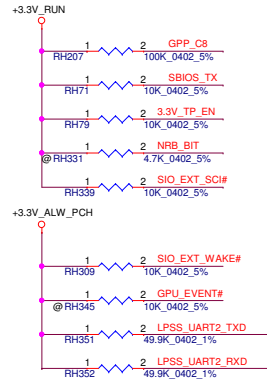 +3.3V_RUN
1 2 GPP_C8
RH207 100K_0402_5%
1 2 SBIOS_TX
RH71 10K_0402_5%
1 2 3.3V_TP_EN
RH79 10K_0402_5%
1 2 NRB_BIT
@RH331 4.7K_0402_5%
1 2 SIO_EXT_SCI#
RH339 10K_0402_5%
+3.3V_ALW_PCH
1 2 SIO_EXT_WAKE#
RH309 10K_0402_5%
1 2 GPU_EVENT#
@RH345 10K_0402_5%
1 2 LPSS_UART2_TXD
RH351 49.9K_0402_1%
1 2 LPSS_UART2_RXD
RH352 49.9K_0402_1%